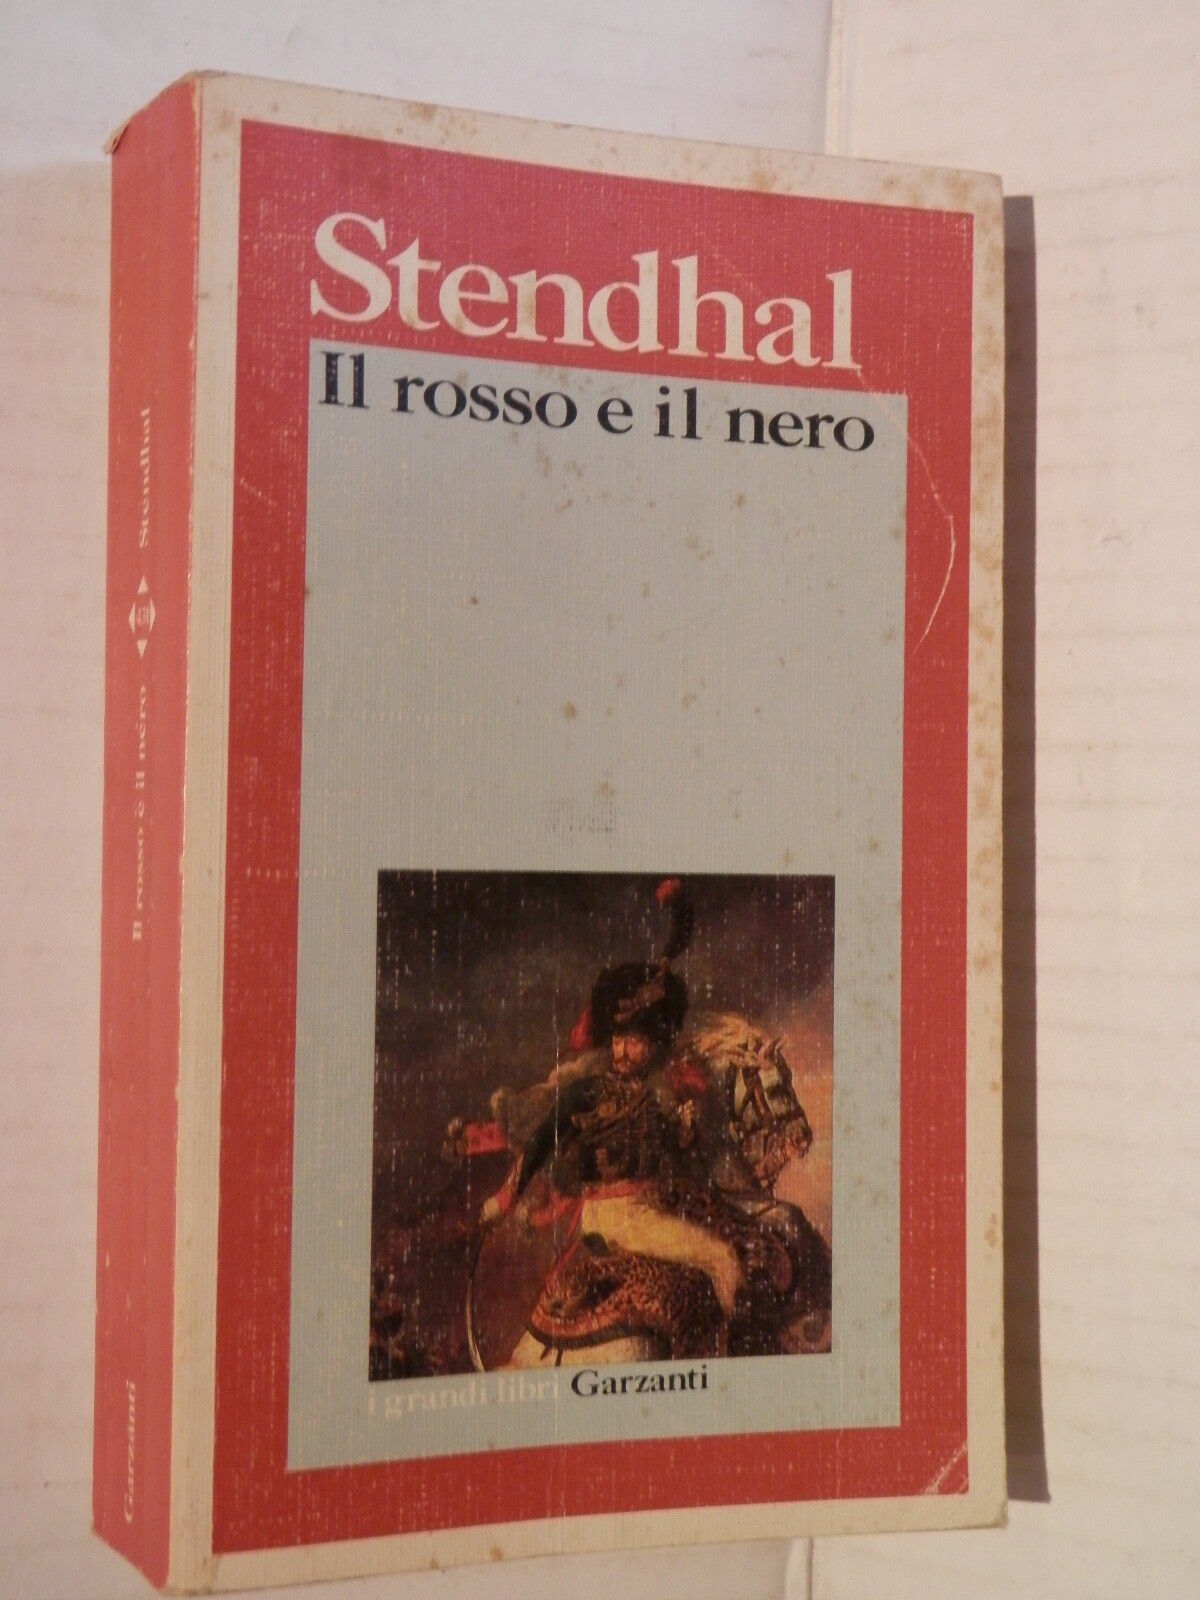 Stendhal
Il rosso e il nero
i grandi libri Garzanti
Stendhal
Il rosso e il nero
Garzanti